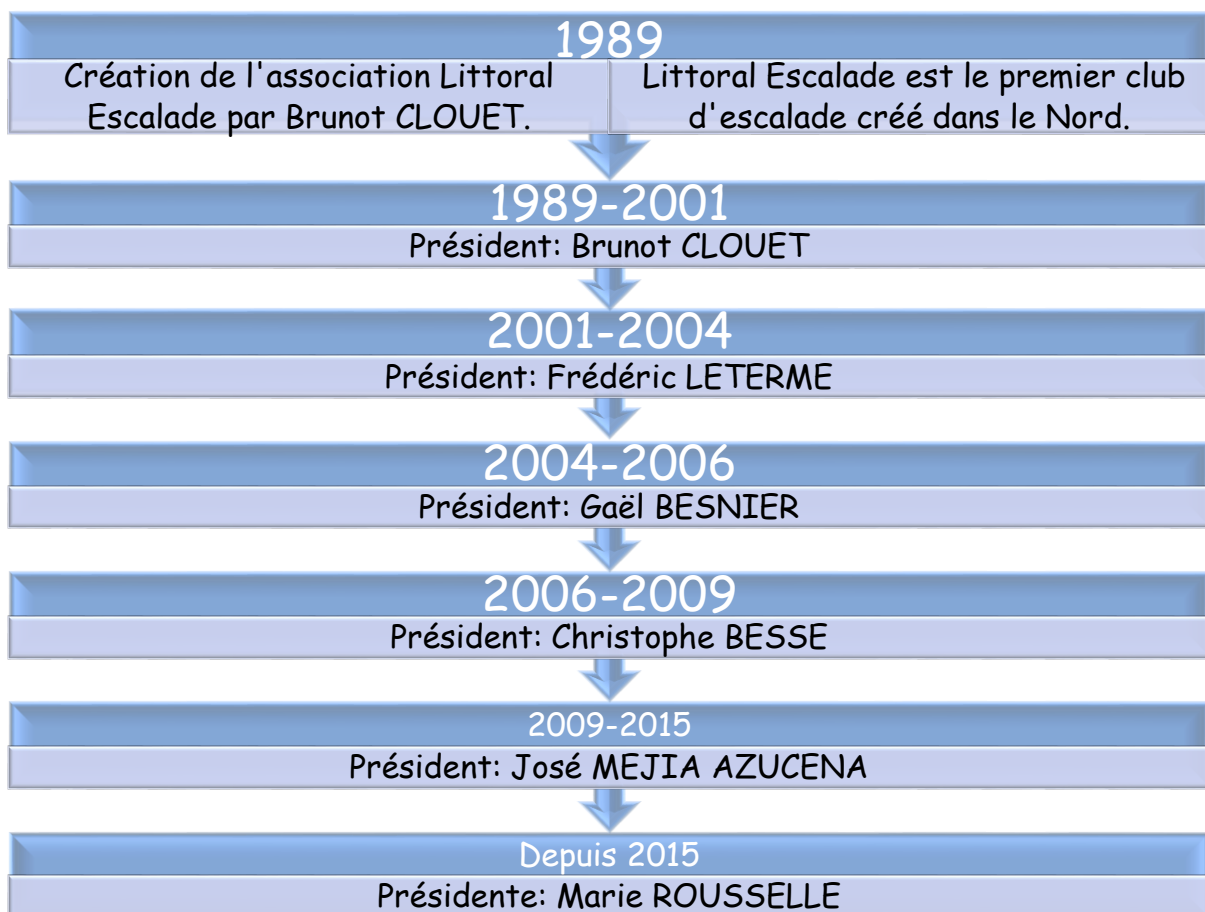 1989
Création de l'association Littoral
Escalade par Brunot CLOUET.
Littoral Escalade est le premier club
d'escalade créé dans le Nord.
1989-2001
Président: Brunot CLOUET
2001-2004
Président: Frédéric LETERME
2004-2006
Président: Gaël BESNIER
2006-2009
Président: Christophe BESSE
2009-2015
Président: José MEJIA AZUCENA
Depuis 2015
Présidente: Marie ROUSSELLE